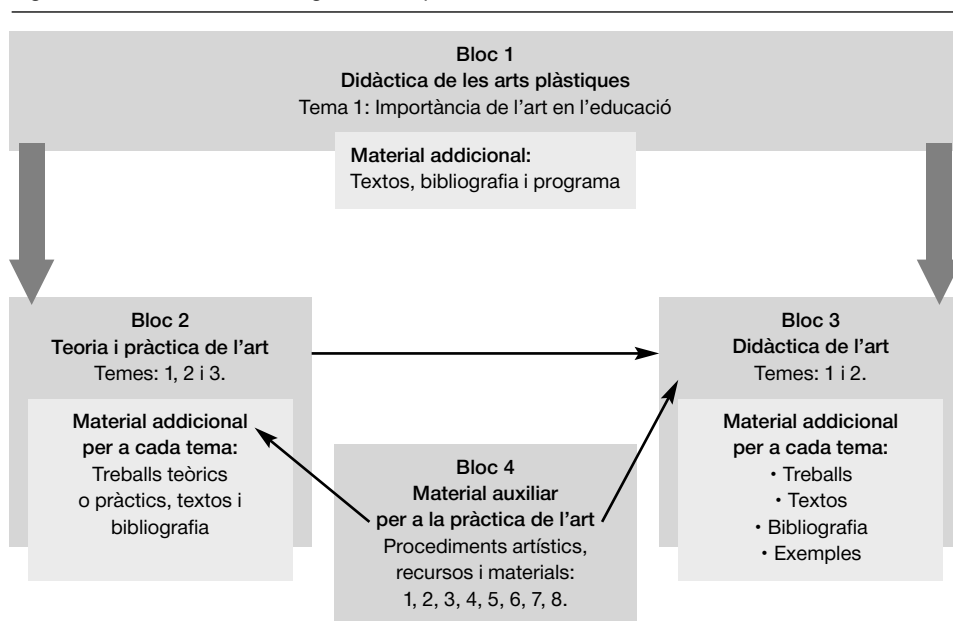 Bloc 1
Didàctica de les arts plàstiques
Tema 1: Importància de l’art en l’educació
Material addicional:
Textos, bibliografia i programa
Bloc 2
Teoria i pràctica de l’art
Temes: 1, 2 i 3.
Material addicional
per a cada tema:
Treballs teòrics
o pràctics, textos i
bibliografia
Bloc 4
Material auxiliar
per a la pràctica de l’art
Procediments artístics,
recursos i materials:
1, 2, 3, 4, 5, 6, 7, 8.
Bloc 3
Didàctica de l’art
Temes: 1 i 2.
Material addicional
per a cada tema:
• Treballs
• Textos
• Bibliografia
• Exemples